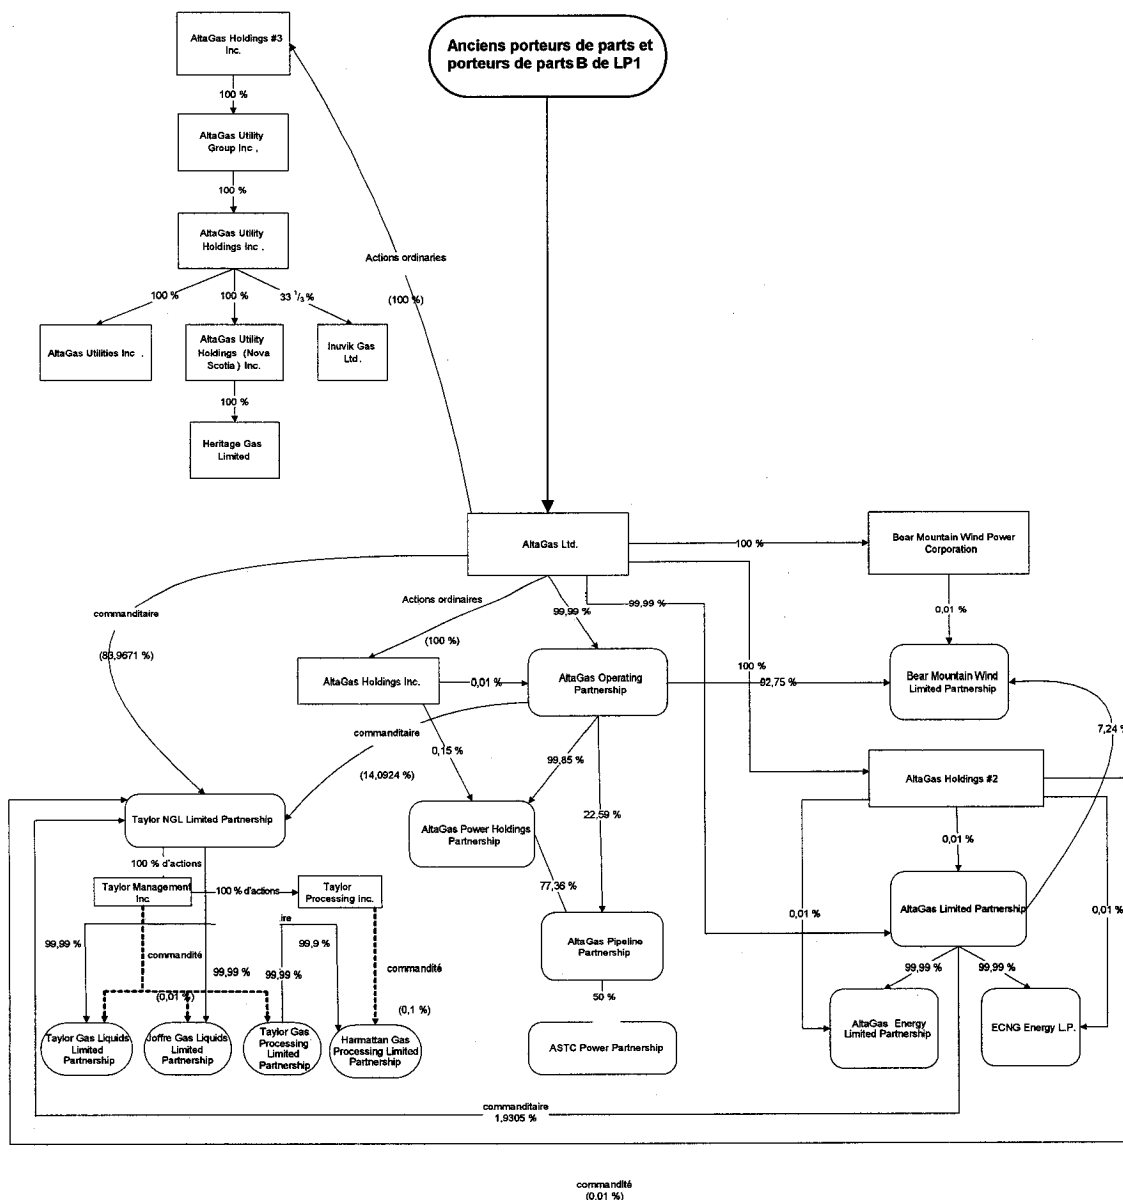 AltaGas Holdings #3
Inc.
Anciens porteurs de parts et
porteurs de parts B de LP1
100 %
AltaGas Utility
Group Inc .
100 %
AltaGas Utility
Holdings Inc .
Actions ordinaries
(100 %)
100 %
100 %
33 1/3 %
AltaGas Utilities Inc .
AltaGas Utility
Holdings (Nova
Scotia) Inc.
Inuvik Gas
Ltd.
100 %
Heritage Gas
Limited
AltaGas Ltd.
100 %
Bear Mountain Wind Power
Corporation
commanditaire
(83,9671 %)
Actions ordinaires
(100 %)
99,99 %
99,99 %
0,01 %
100 %
AltaGas Holdings Inc.
0,01 %
AltaGas Operating
Partnership
92,75 %
Bear Mountain Wind
Limited Partnership
7,24 %
commanditaire
(14,0924 %)
0,15 %
99,85 %
22,59 %
AltaGas Holdings #2
Taylor NGL Limited Partnership
AltaGas Power Holdings
Partnership
0,01 %
100 % d'actions
Taylor Management
Inc.
100 % d'actions
Taylor
Processing Inc.
77,36 %
0,01 %
AltaGas Limited Partnership
0,01 %
ire
99,99 %
commandité
(0,01 %)
99,99 %
99,99 %
99,9 %
commandité
(0,1 %)
AltaGas Pipeline
Partnership
50 %
99,99 %
99,99 %
Taylor Gas Liquids
Limited
Partnership
Joffre Gas Liquids
Limited
Partnership
Taylor Gas
Processing
Limited
Partnership
Harmattan Gas
Processing Limited
Partnership
ASTC Power Partnership
AltaGas Energy
Limited Partnership
ECNG Energy L.P.
commanditaire
1,9305 %
commandité
(0,01 %)